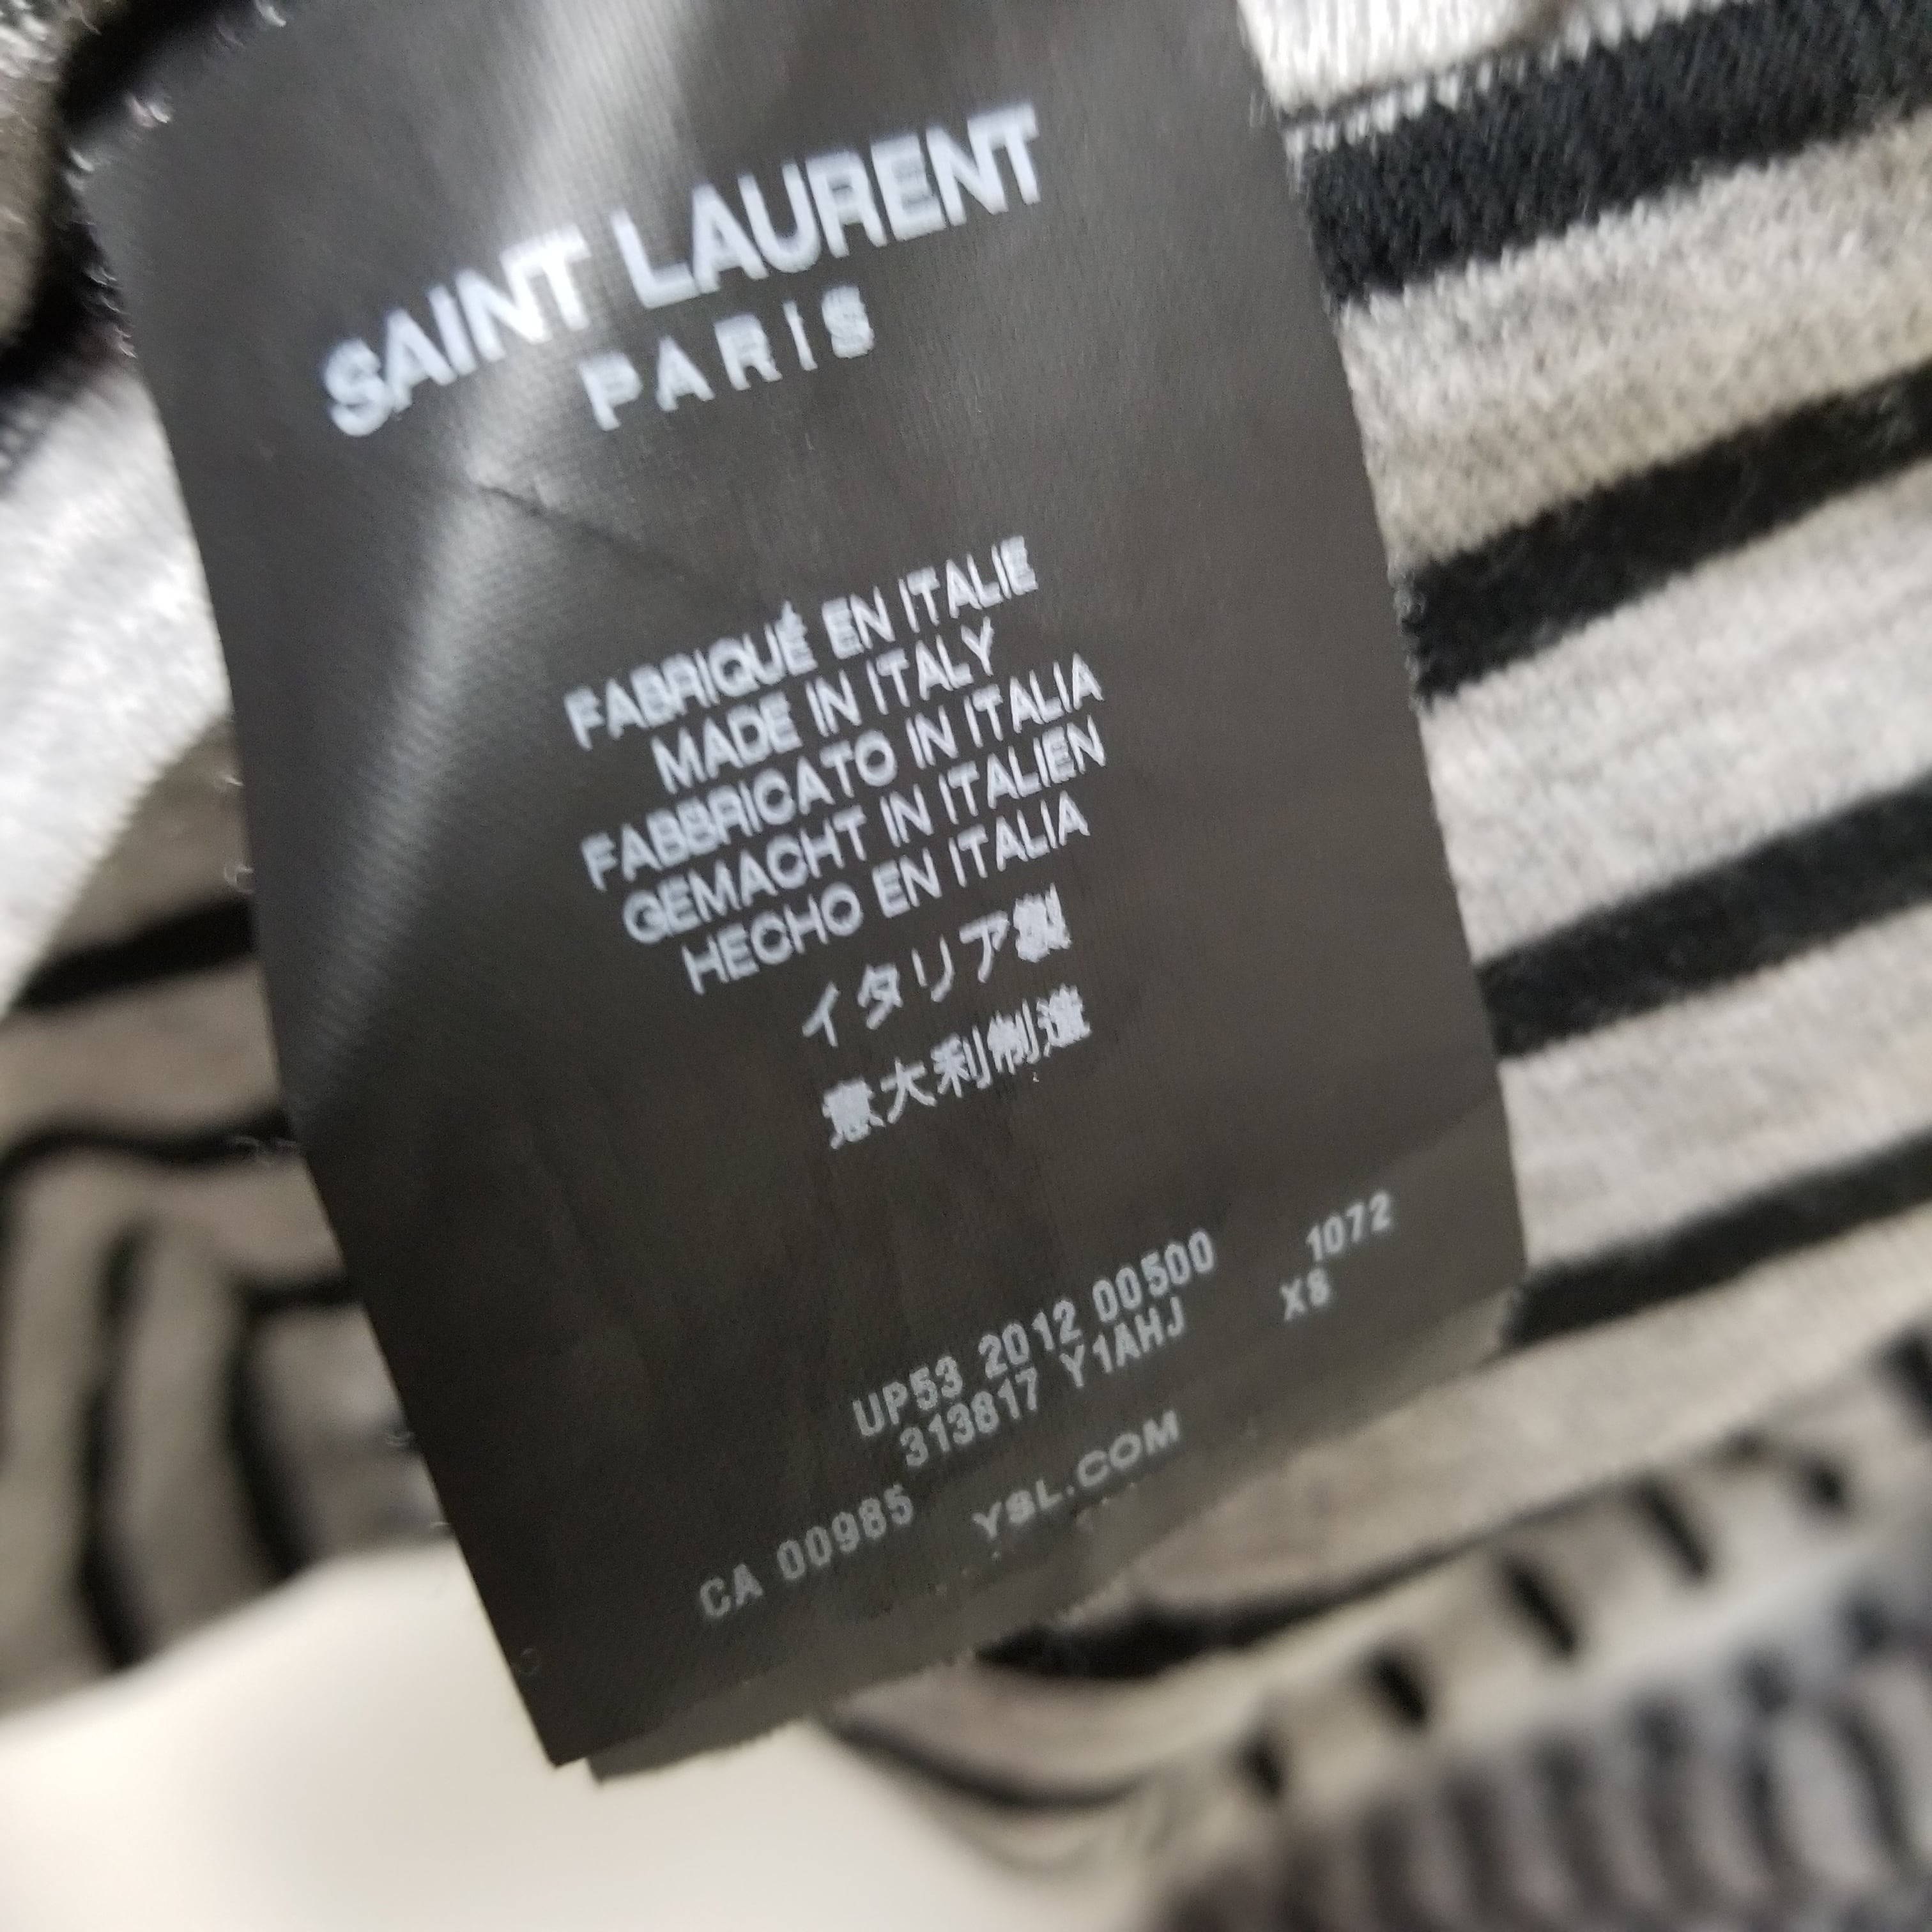 SAINT LAURENT
PARIS
FABRIQUÉ EN ITALIE
MADE IN ITALY
FABBRICATO IN ITALIA
GEMACHT IN ITALIEN
HECHO EN ITALIA
イタリア製
意大利制造
UP53 2012 00500 1072
313817 Y1AHJ XS
CA 00985 YSL.COM